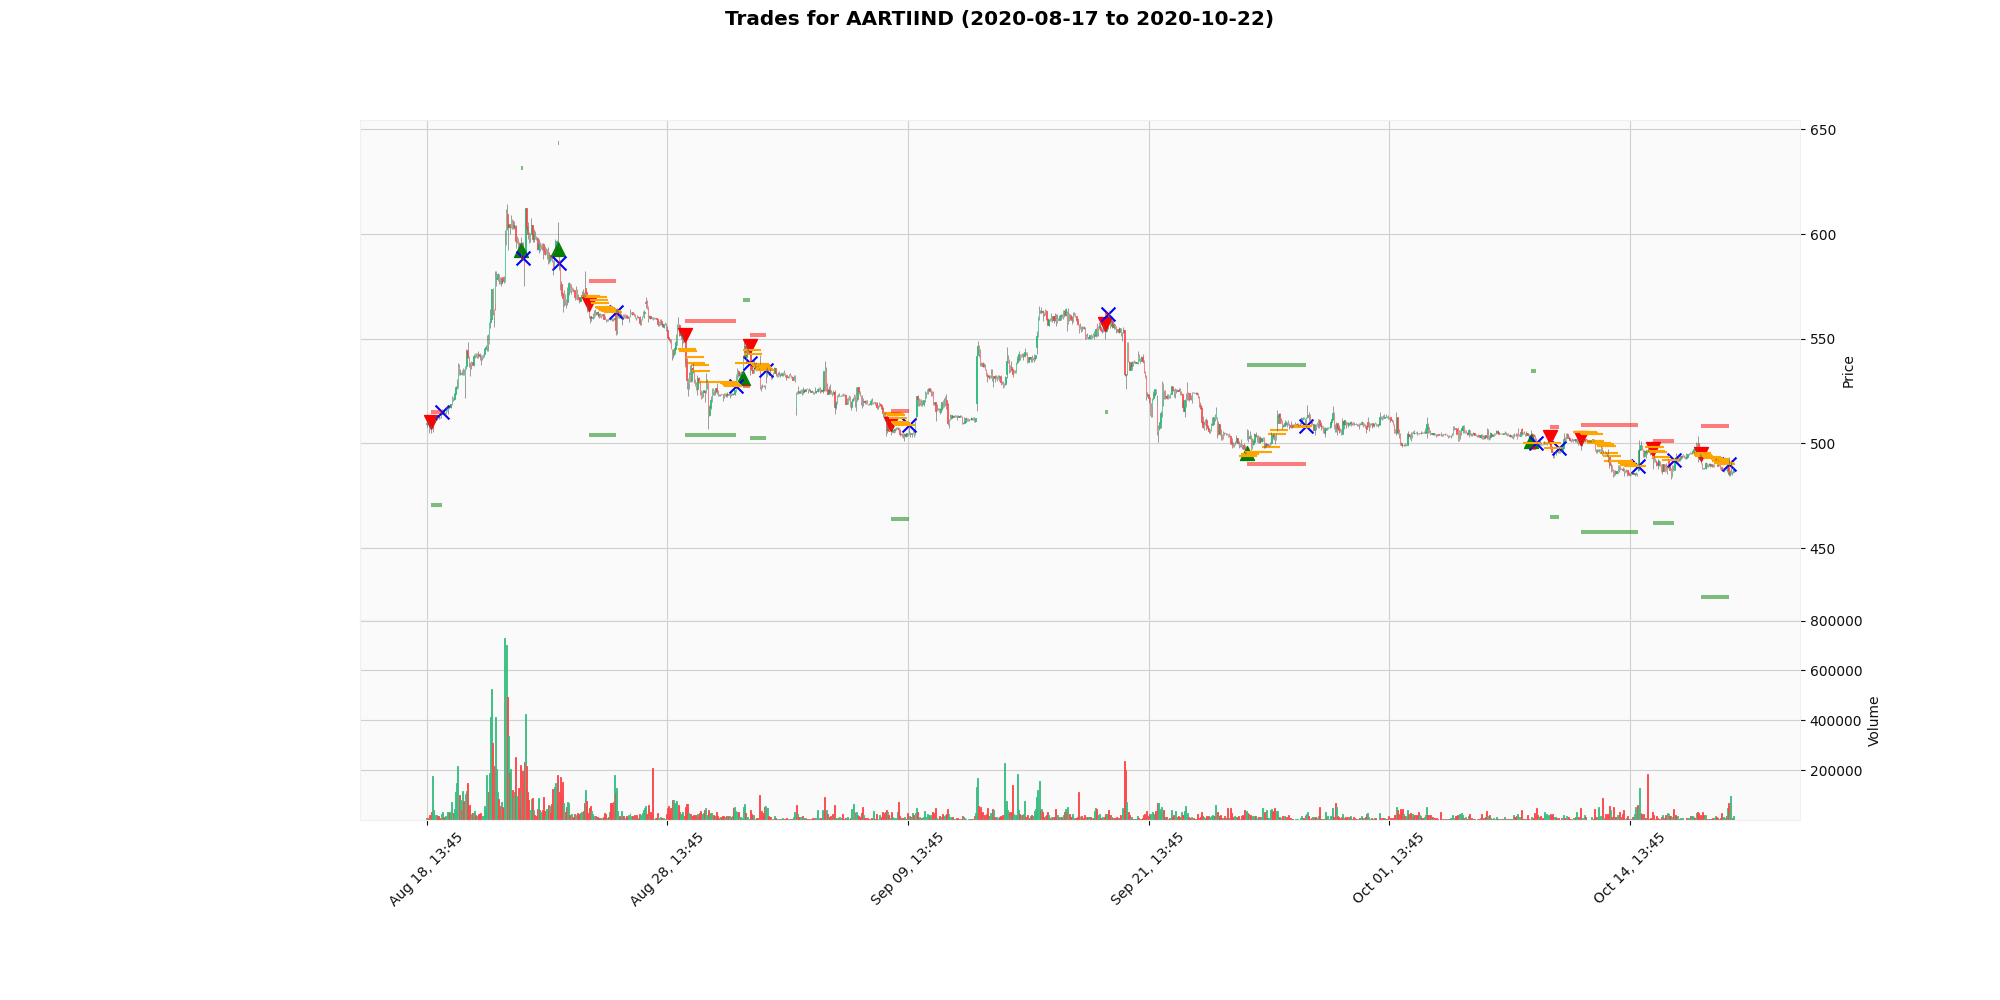 Trades for AARTIIND (2020-08-17 to 2020-10-22)
650
600
550
500
450
Price
800000
600000
400000
200000
Volume
Aug 18, 13:45
Aug 28, 13:45
Sep 09, 13:45
Sep 21, 13:45
Oct 01, 13:45
Oct 14, 13:45